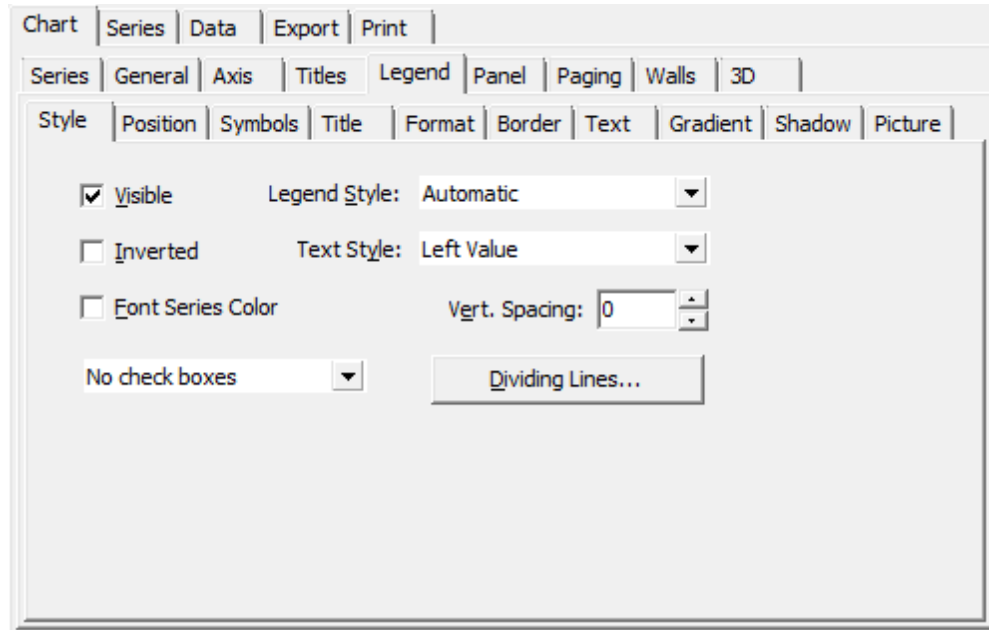 Chart Series Data Export Print
Series General Axis Titles Legend Panel Paging Walls 3D
Style Position Symbols Title Format Border Text Gradient Shadow Picture
Visible Legend Style: Automatic
Inverted Text Style: Left Value
Font Series Color Vert. Spacing: 0
No check boxes Dividing Lines...